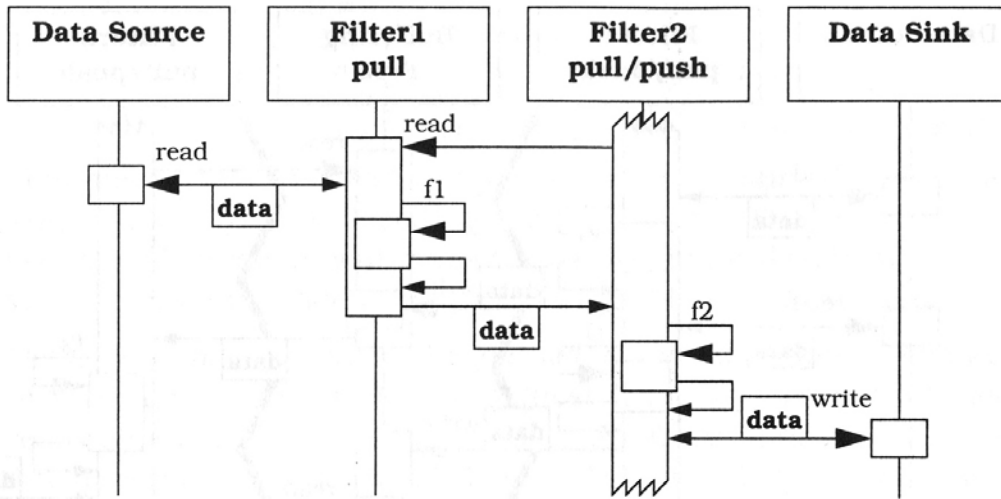 Data Source
Filter1
pull
Filter2
pull/push
Data Sink
read
read
data
f1
data
f2
write
data